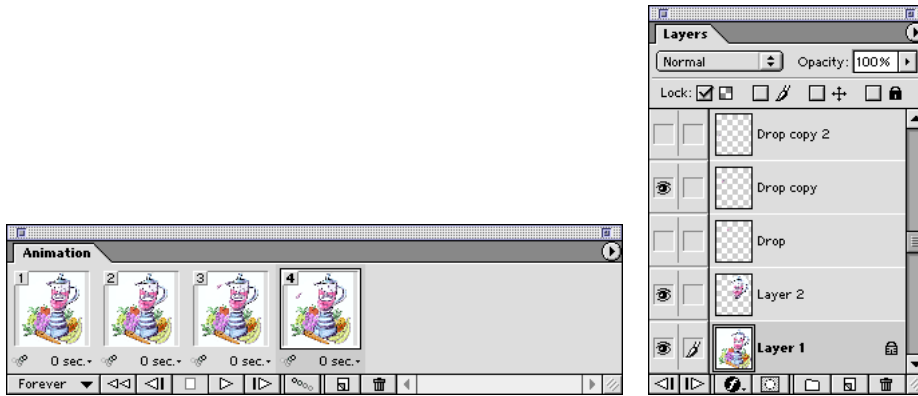 Layers
Normal
Opacity: 100%
Lock:
Drop copy 2
Drop copy
Drop
Layer 2
Layer 1
Animation
1 2 3 4
0 sec. 0 sec. 0 sec. 0 sec.
Forever